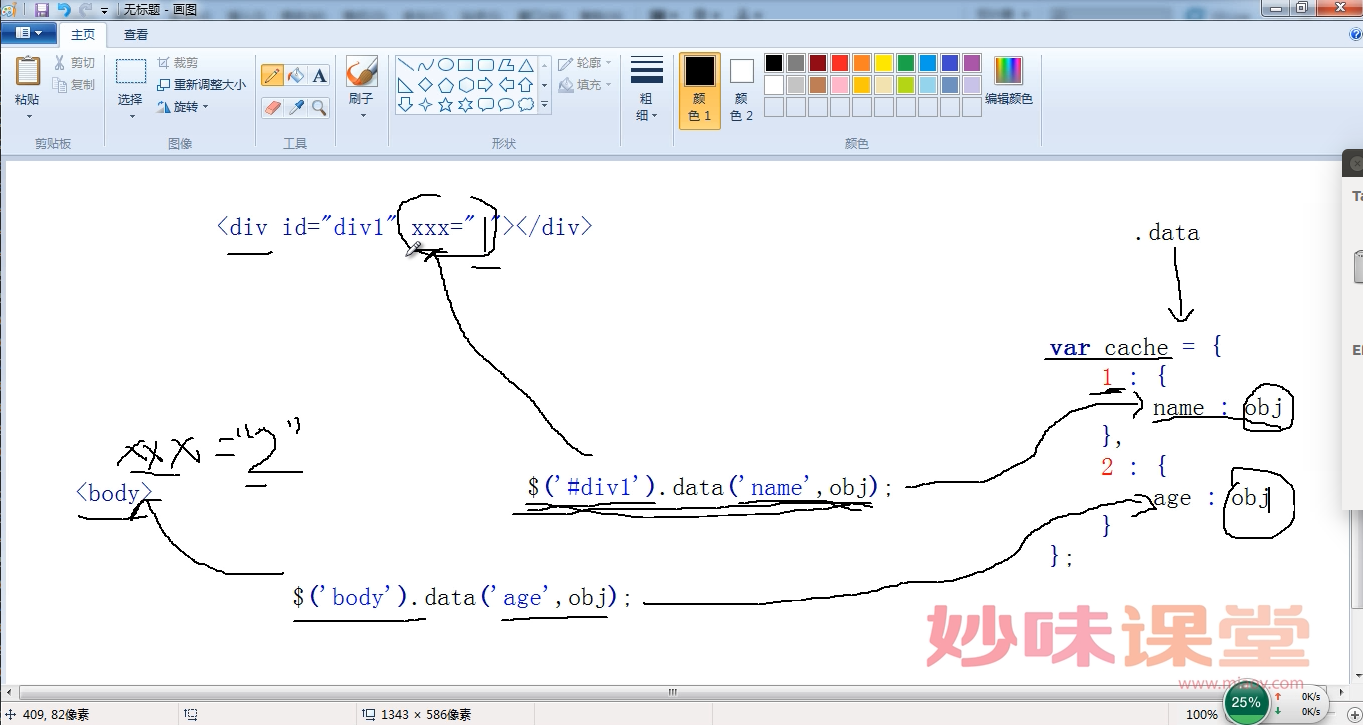 无标题 - 画图
主页 查看
粘贴 剪切 复制
剪贴板
选择 裁剪 重新调整大小 旋转
图像
A
工具
刷子
轮廓 填充
形状
粗细
颜色 1 颜色 2 编辑颜色
颜色
Ta
<div id="div1" xxx=" "></div>
.data
var cache = {
1 : {
name : obj
},
2 : {
age : obj
}
};
xxx ="2"
<body>
$('#div1').data('name',obj);
$('body').data('age',obj);
妙味课堂
409, 82像素 1343 × 586像素 100% 25%
0K/s
0K/s